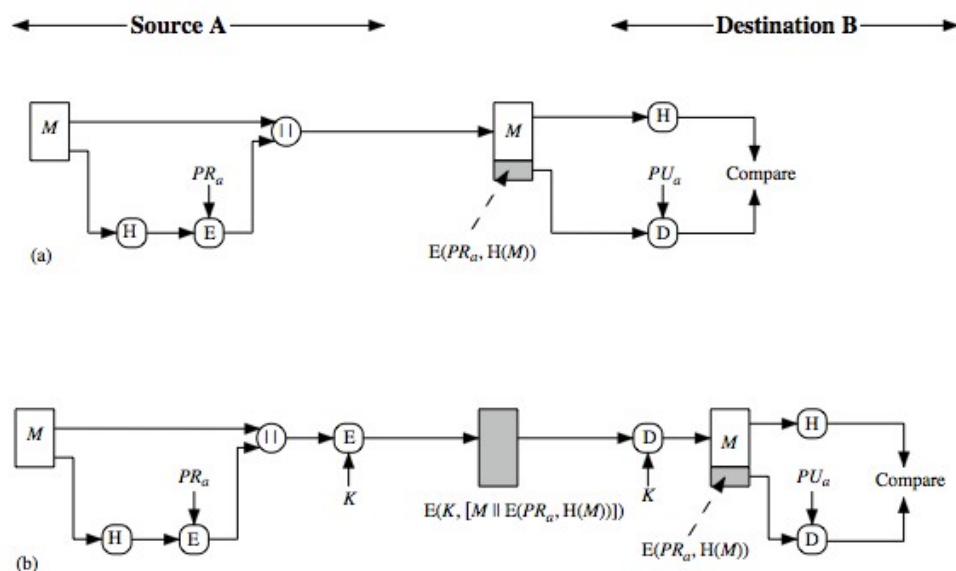 Source A
Destination B
M
| |
M
H
PRa
PUa
Compare
H
E
D
E(PRa, H(M))
(a)
M
| |
E
D
M
H
PRa
K
K
PUa
Compare
E(K, [M || E(PRa, H(M))])
H
E
D
E(PRa, H(M))
(b)